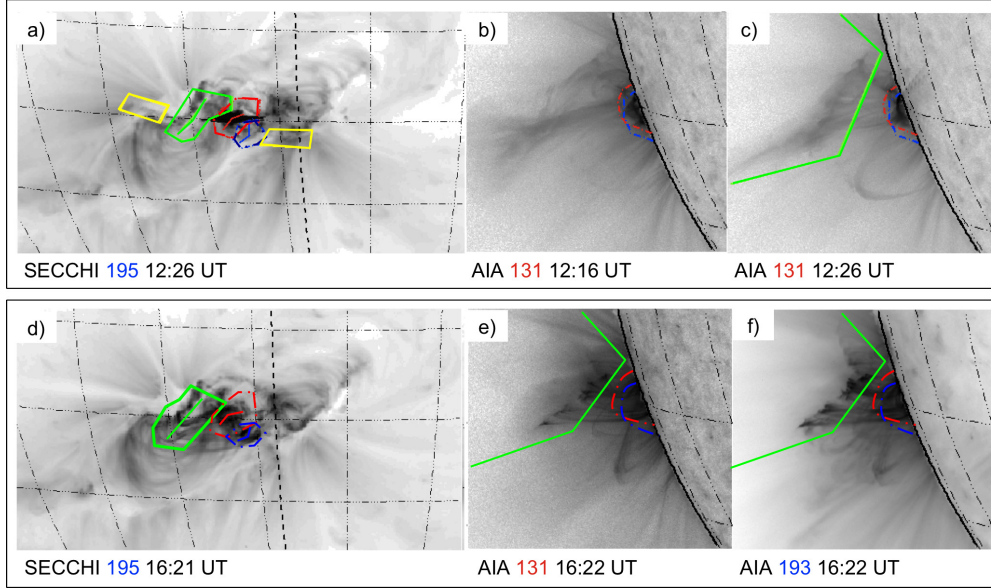 a)
b)
c)
SECCHI 195 12:26 UT
AIA 131 12:16 UT
AIA 131 12:26 UT
d)
e)
f)
SECCHI 195 16:21 UT
AIA 131 16:22 UT
AIA 193 16:22 UT